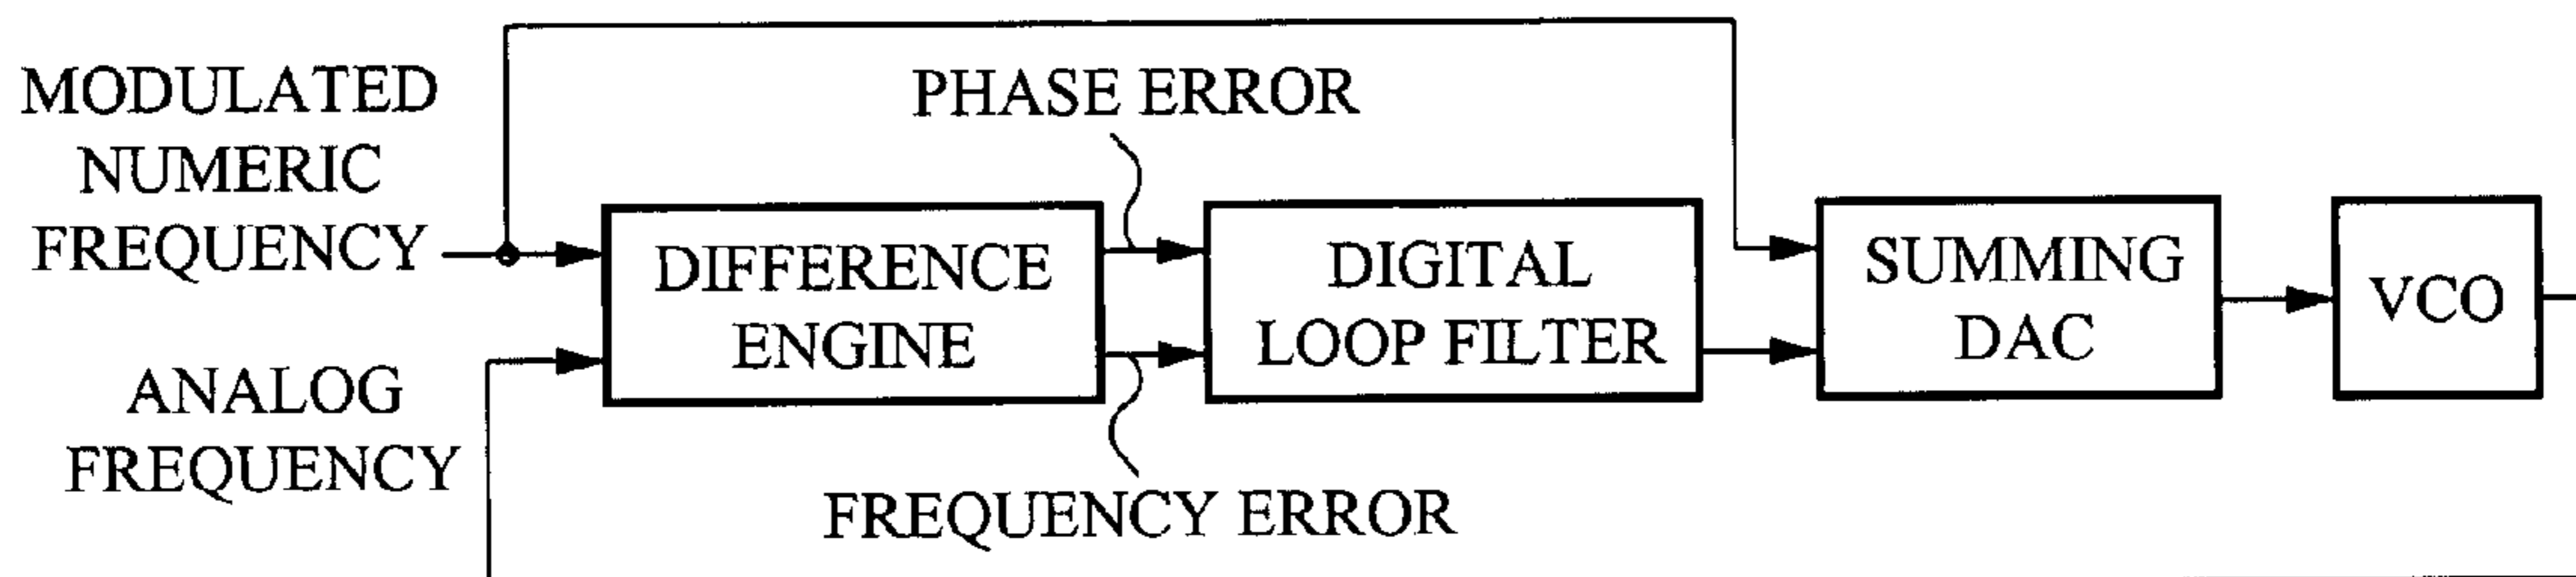 MODULATED
NUMERIC
FREQUENCY
ANALOG
FREQUENCY
DIFFERENCE
ENGINE
PHASE ERROR
FREQUENCY ERROR
DIGITAL
LOOP FILTER
SUMMING
DAC
VCO